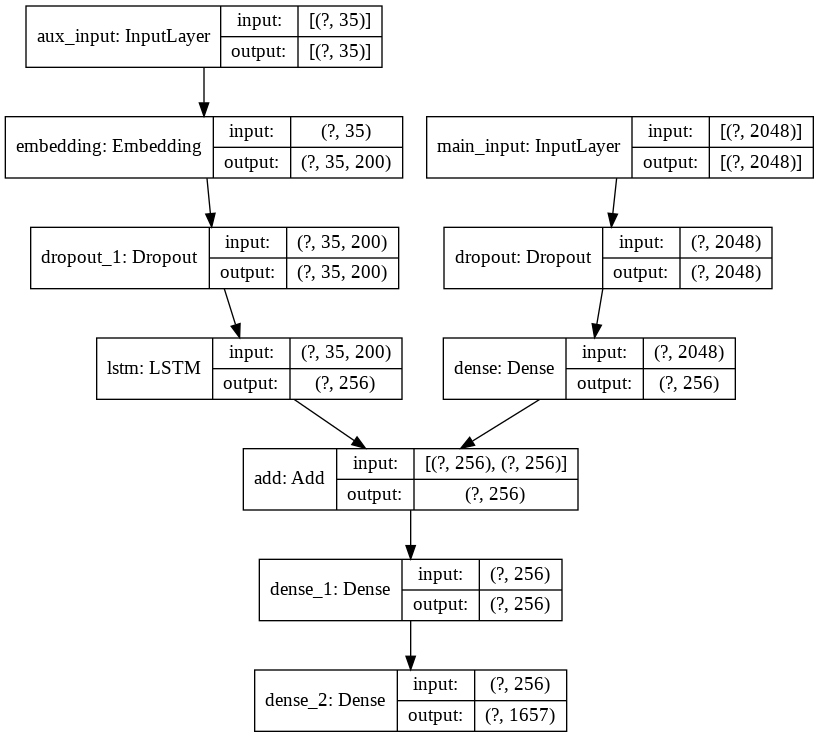 aux_input: InputLayer
input: [(?, 35)]
output: [(?, 35)]
embedding: Embedding
input: (?, 35)
output: (?, 35, 200)
main_input: InputLayer
input: [(?, 2048)]
output: [(?, 2048)]
dropout_1: Dropout
input: (?, 35, 200)
output: (?, 35, 200)
dropout: Dropout
input: (?, 2048)
output: (?, 2048)
lstm: LSTM
input: (?, 35, 200)
output: (?, 256)
dense: Dense
input: (?, 2048)
output: (?, 256)
add: Add
input: [(?, 256), (?, 256)]
output: (?, 256)
dense_1: Dense
input: (?, 256)
output: (?, 256)
dense_2: Dense
input: (?, 256)
output: (?, 1657)